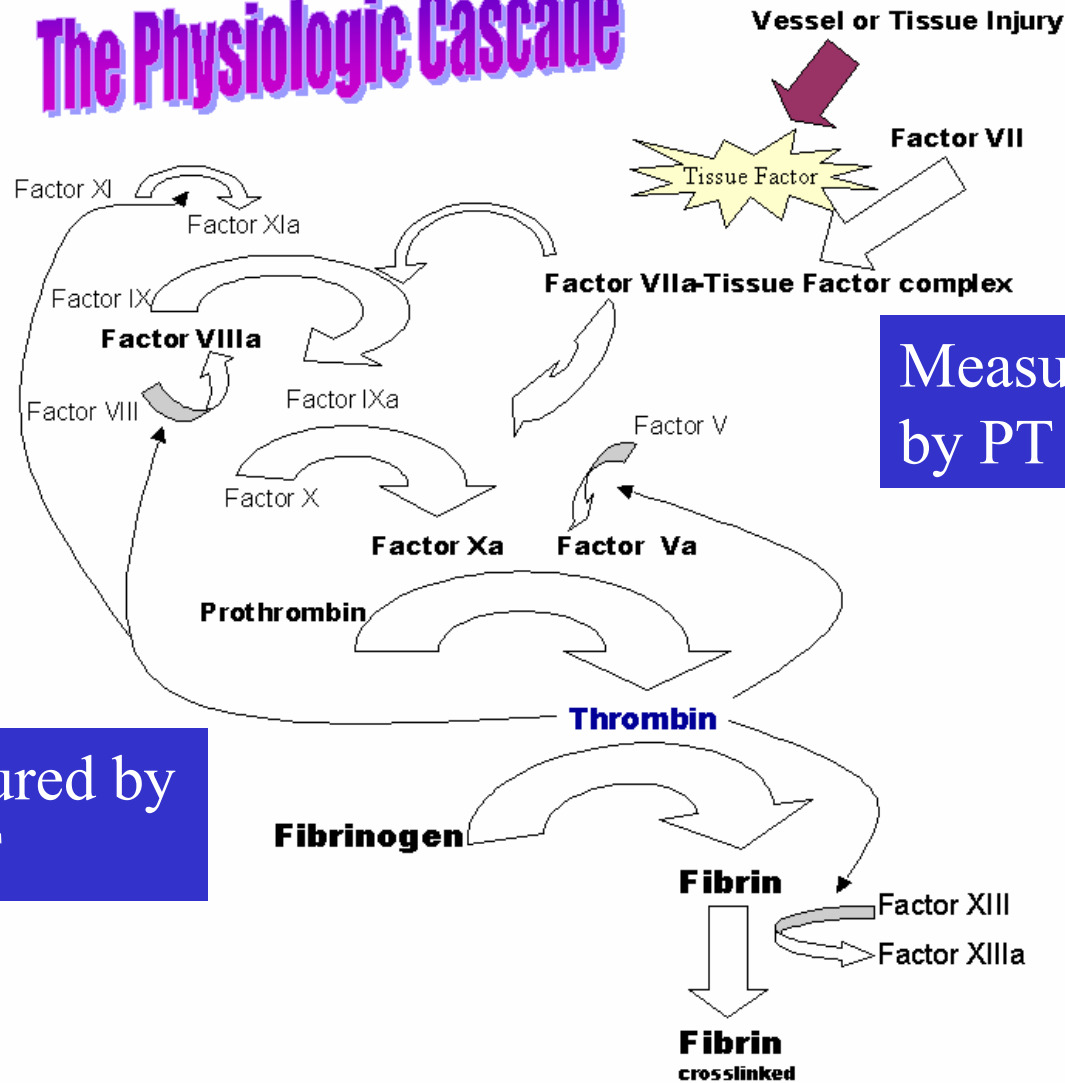 The Physiologic Cascade
Vessel or Tissue Injury
Factor VII
Tissue Factor
Factor XI
Factor XIa
Factor VIIa-Tissue Factor complex
Factor IX
Factor VIIIa
Factor IXa
Factor VIII
Factor V
by PT
Factor X
Factor Xa
Factor Va
Prothrombin
Thrombin
by
Fibrinogen
Fibrin
Factor XIII
Factor XIIIa
Fibrin
crosslinked